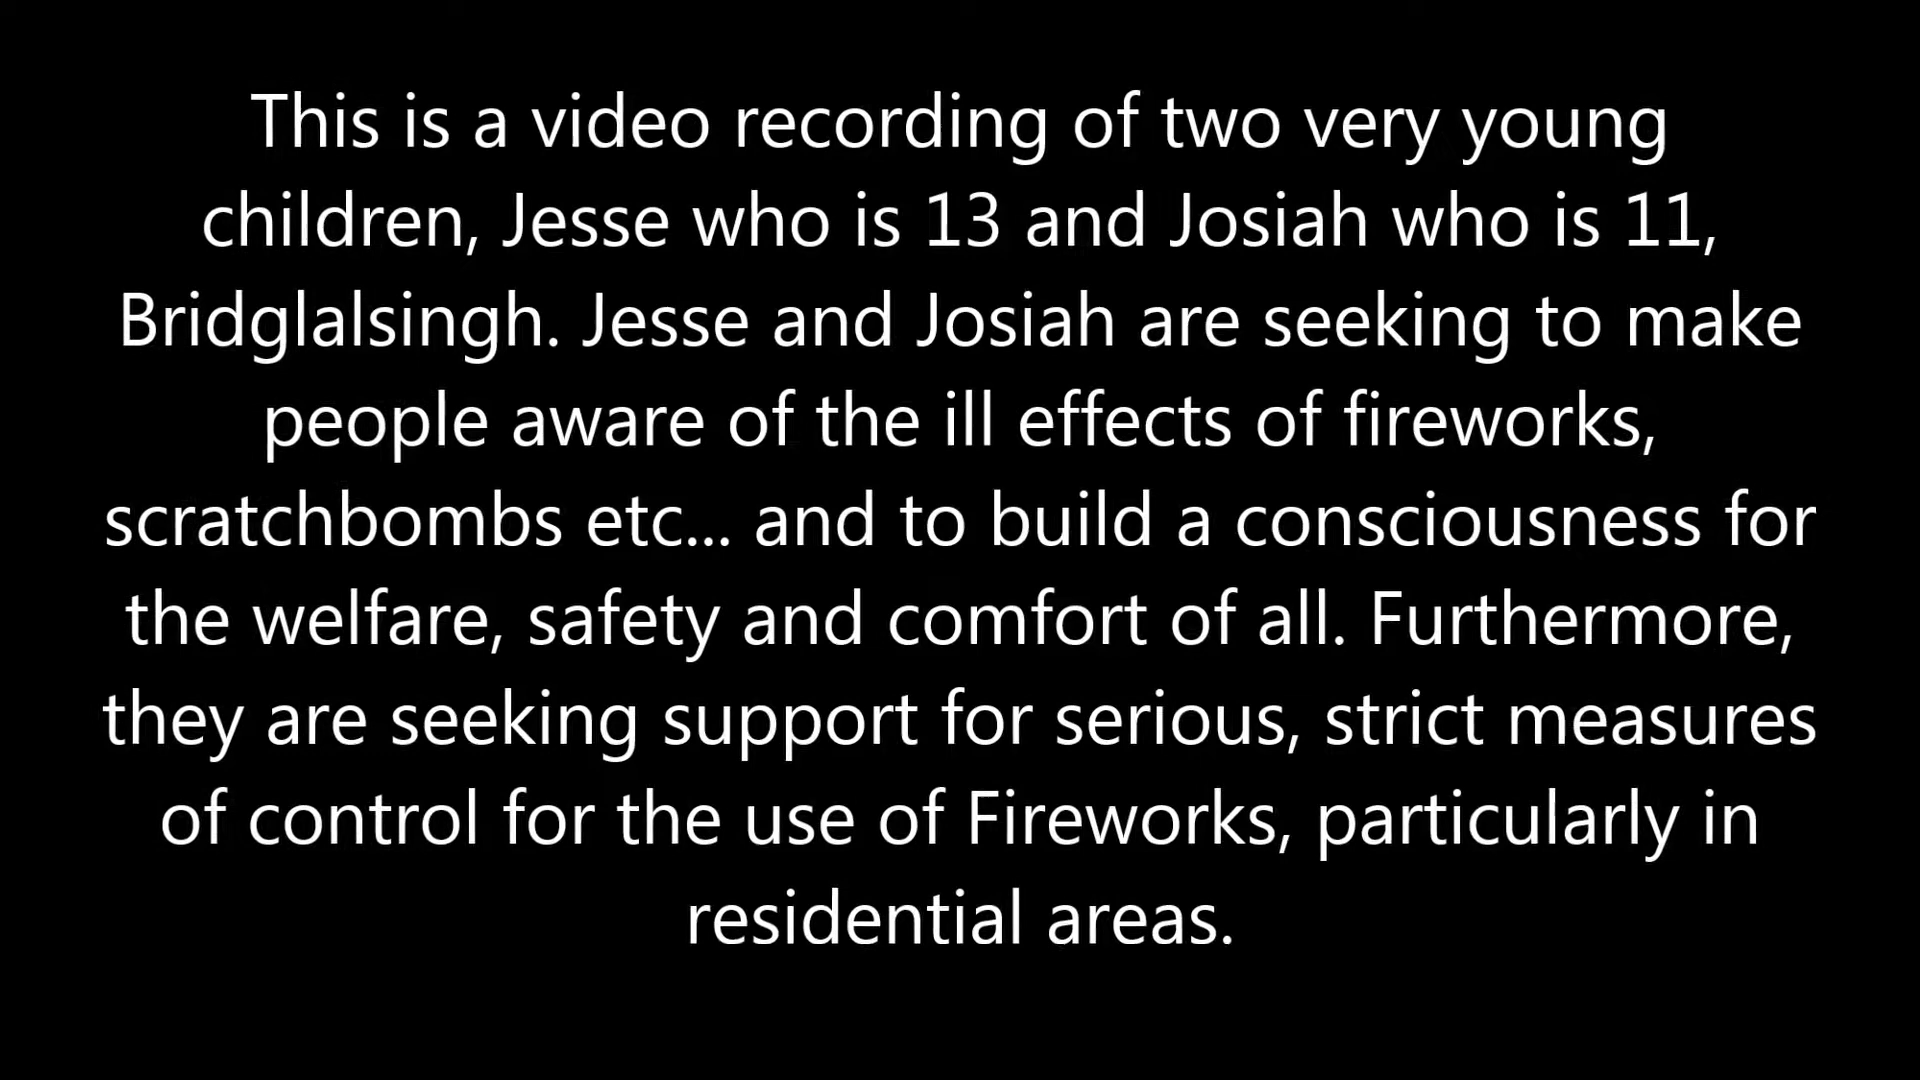 This is a video recording of two very young
children, Jesse who is 13 and Josiah who is 11,
Bridglalsingh. Jesse and Josiah are seeking to make
people aware of the ill effects of fireworks,
scratchbombs etc... and to build a consciousness for
the welfare, safety and comfort of all. Furthermore,
they are seeking support for serious, strict measures
of control for the use of Fireworks, particularly in
residential areas.